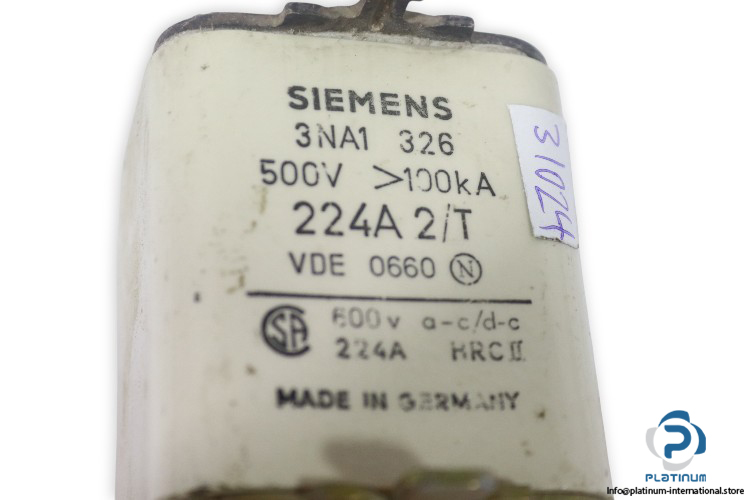 SIEMENS
3NA1 326
500V >100kA
224A 2/T
VDE 0660 N
SA 600v a-c/d-c
224A HRC II
MADE IN GERMANY
31024
P
PLATINUM
Info@platinum-international.store